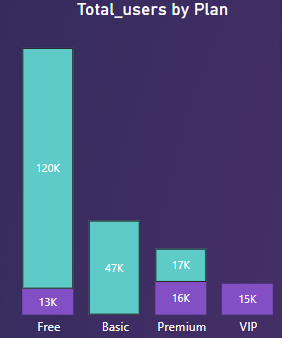 Total_users by Plan
120K
13K
47K
17K
16K
15K
Free Basic Premium VIP